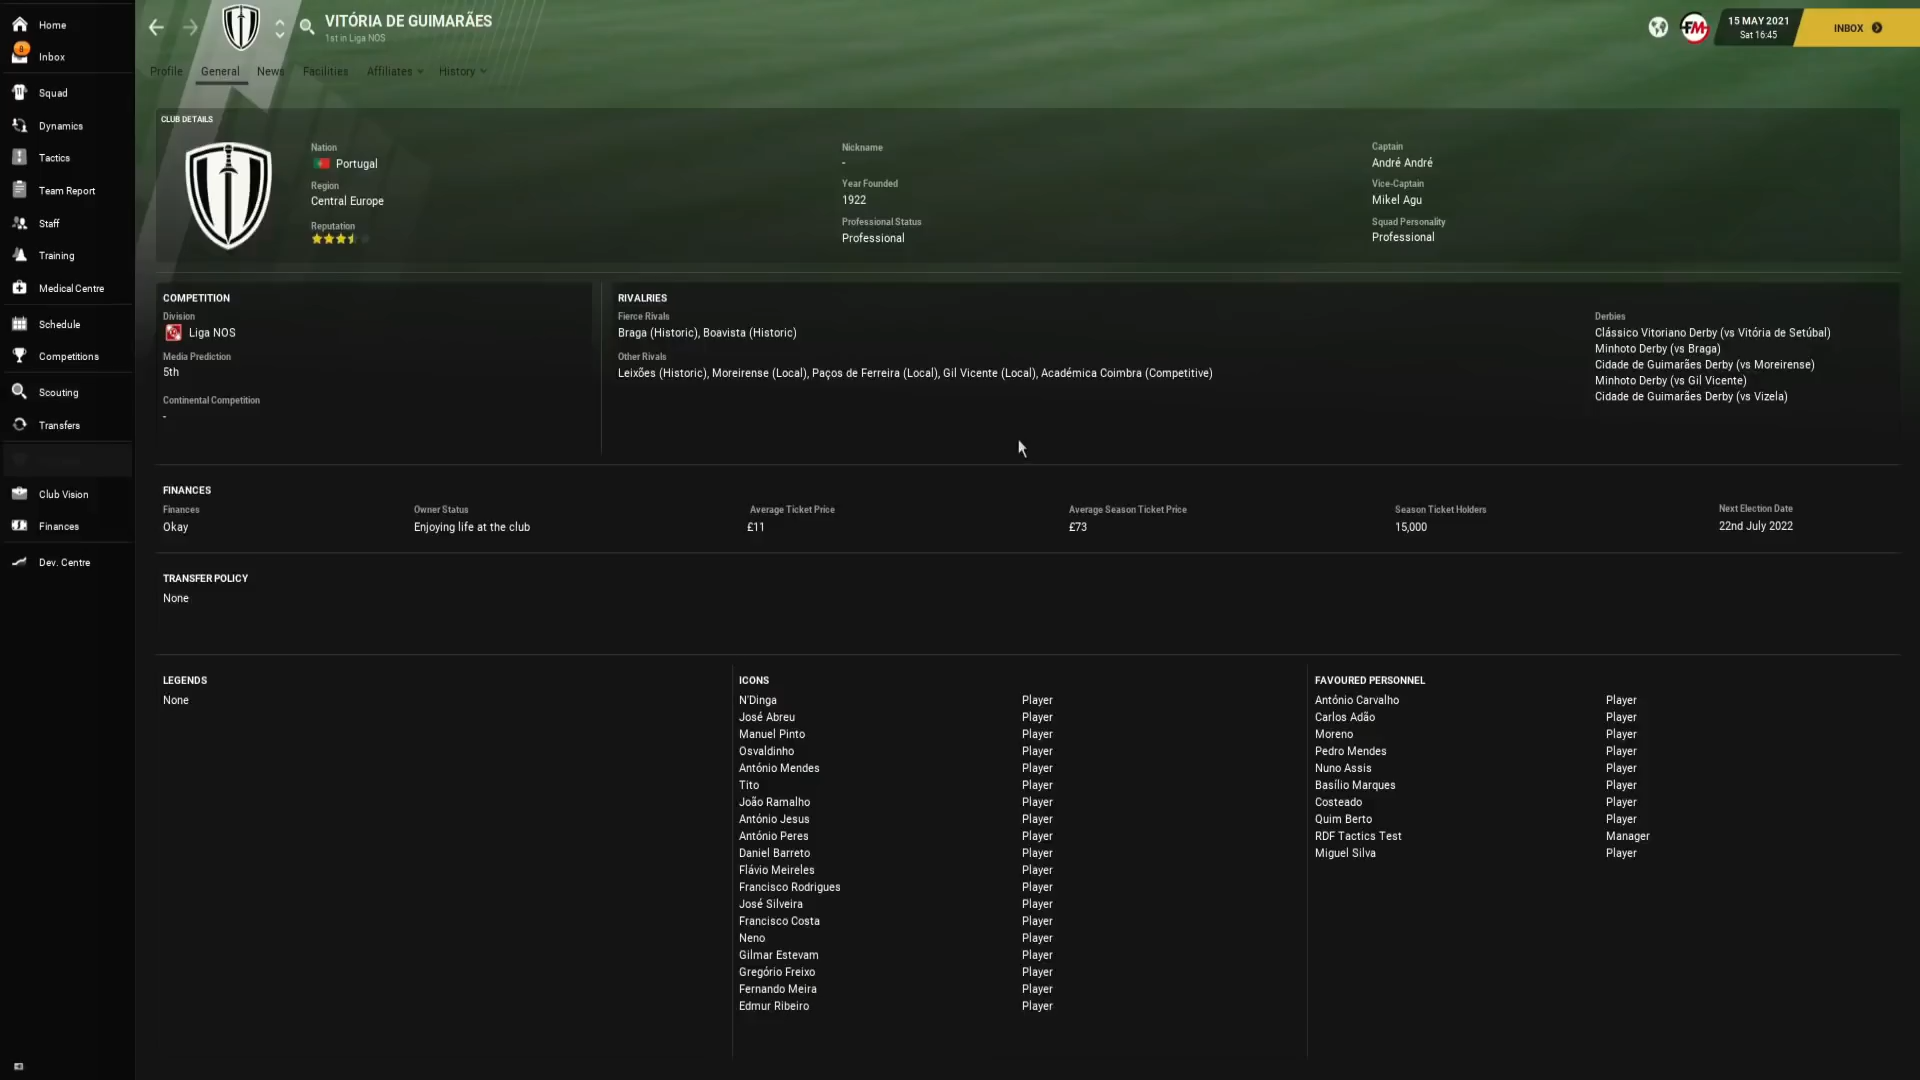 Home
Inbox
8
Squad
Dynamics
Tactics
Team Report
Staff
Training
Medical Centre
Schedule
Competitions
Scouting
Transfers
Club Vision
Finances
Dev. Centre
VITÓRIA DE GUIMARÃES
1st in Liga NOS
FM
15 MAY 2021
Sat 16:45
INBOX
Profile General News Facilities Affiliates History
CLUB DETAILS
Nation
Portugal
Region
Central Europe
Reputation
Nickname
-
Year Founded
1922
Professional Status
Professional
Captain
André André
Vice-Captain
Mikel Agu
Squad Personality
Professional
COMPETITION
Division
Liga NOS
Media Prediction
5th
Continental Competition
-
RIVALRIES
Fierce Rivals
Braga (Historic), Boavista (Historic)
Other Rivals
Leixões (Historic), Moreirense (Local), Paços de Ferreira (Local), Gil Vicente (Local), Académica Coimbra (Competitive)
Derbies
Clássico Vitoriano Derby (vs Vitória de Setúbal)
Minhoto Derby (vs Braga)
Cidade de Guimarães Derby (vs Moreirense)
Minhoto Derby (vs Gil Vicente)
Cidade de Guimarães Derby (vs Vizela)
FINANCES
Finances
Okay
Owner Status
Enjoying life at the club
Average Ticket Price
£11
Average Season Ticket Price
£73
Season Ticket Holders
15,000
Next Election Date
22nd July 2022
TRANSFER POLICY
None
LEGENDS
None
ICONS
N'Dinga Player
José Abreu Player
Manuel Pinto Player
Osvaldinho Player
António Mendes Player
Tito Player
João Ramalho Player
António Jesus Player
António Peres Player
Daniel Barreto Player
Flávio Meireles Player
Francisco Rodrigues Player
José Silveira Player
Francisco Costa Player
Neno Player
Gilmar Estevam Player
Gregório Freixo Player
Fernando Meira Player
Edmur Ribeiro Player
FAVOURED PERSONNEL
António Carvalho Player
Carlos Adão Player
Moreno Player
Pedro Mendes Player
Nuno Assis Player
Basílio Marques Player
Costeado Player
Quim Berto Player
RDF Tactics Test Manager
Miguel Silva Player